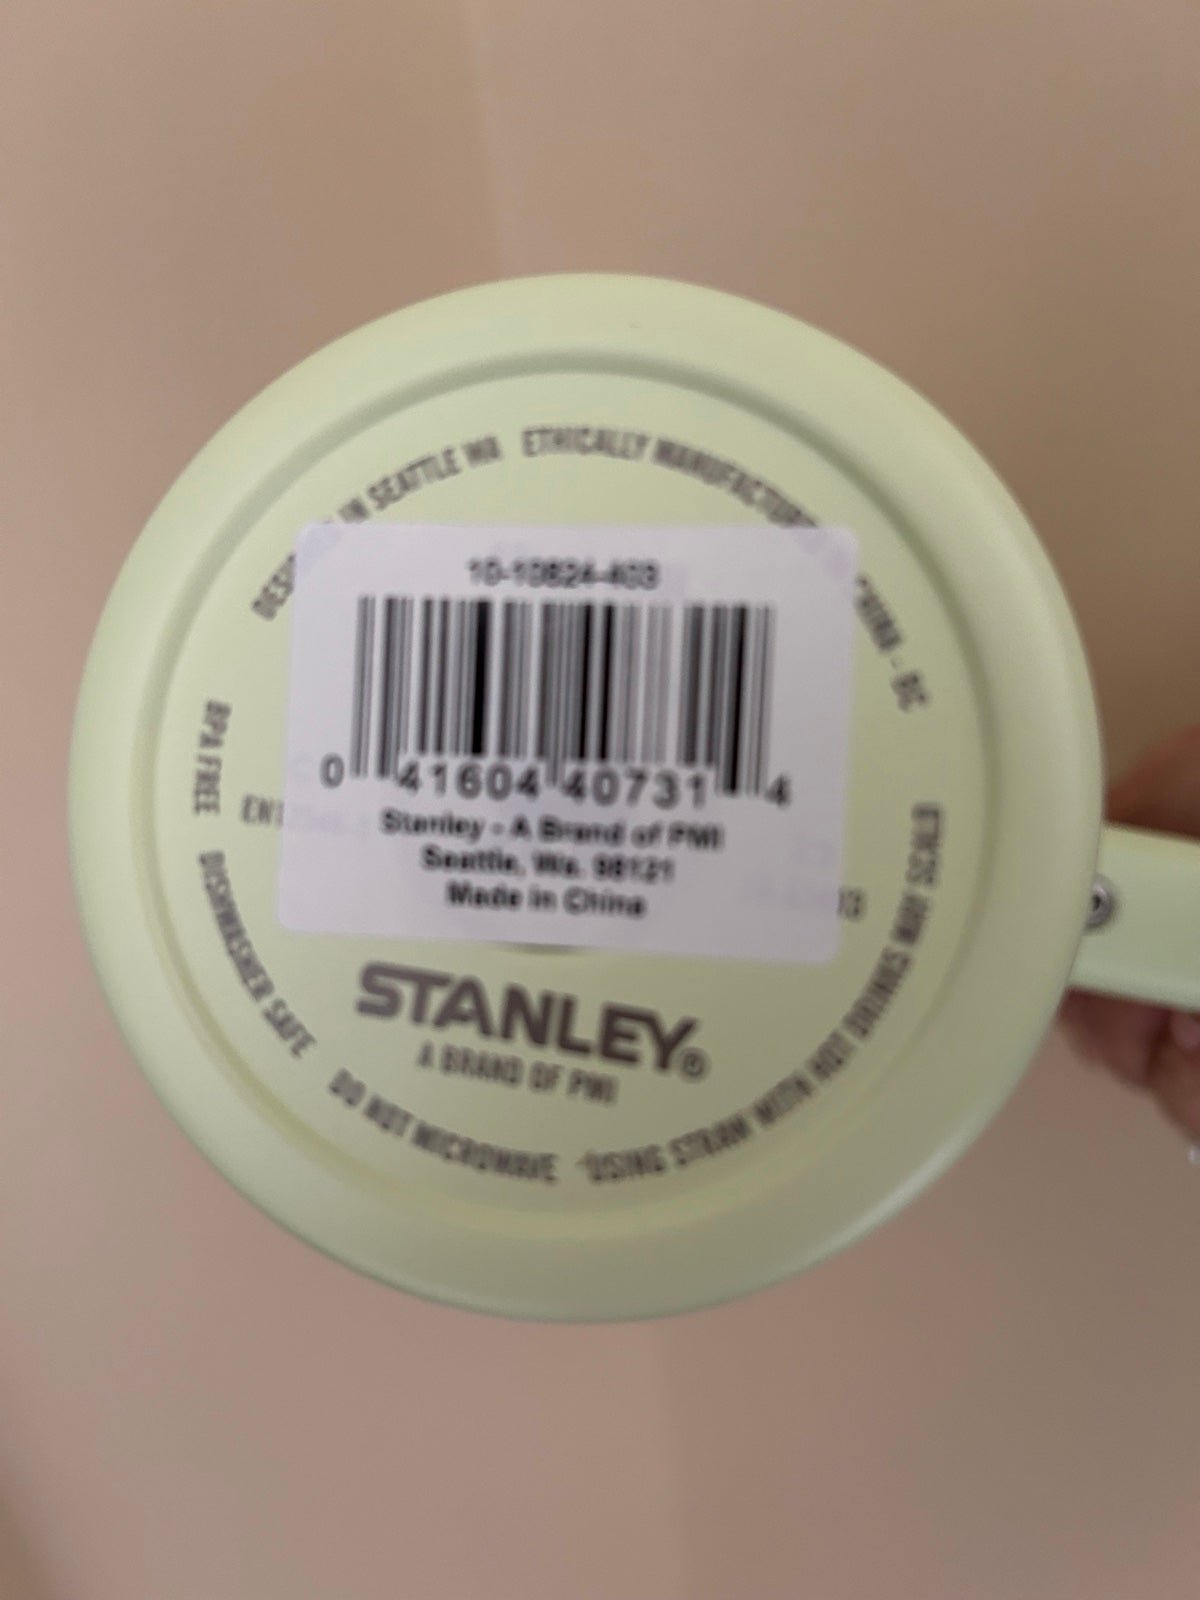 IN SEATTLE WA
ETHICALLY
CHINA - BC
10-10824-403
0 41604 40731 4
Stanley - A Brand of PMI
Seattle, Wa. 98121
Made in China
STANLEY®
A BRAND OF PMI
BPA FREE
DISHWASHER SAFE
DO NOT MICROWAVE
USING STRAW WITH HOT DRINKS MAY SCALD